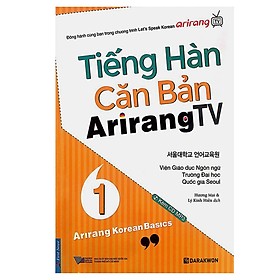 Đồng hành cùng bạn trong chương trình Let's Speak Korean
arirang TV
Tiếng Hàn
Căn Bản
ArirangTV
서울대학교 언어교육원
Viện Giáo dục Ngôn ngữ
Trường Đại học
Quốc gia Seoul
Hương Mai &
Lý Kính Hiền dịch
1
Arirang Korean Basics
DARAKWON